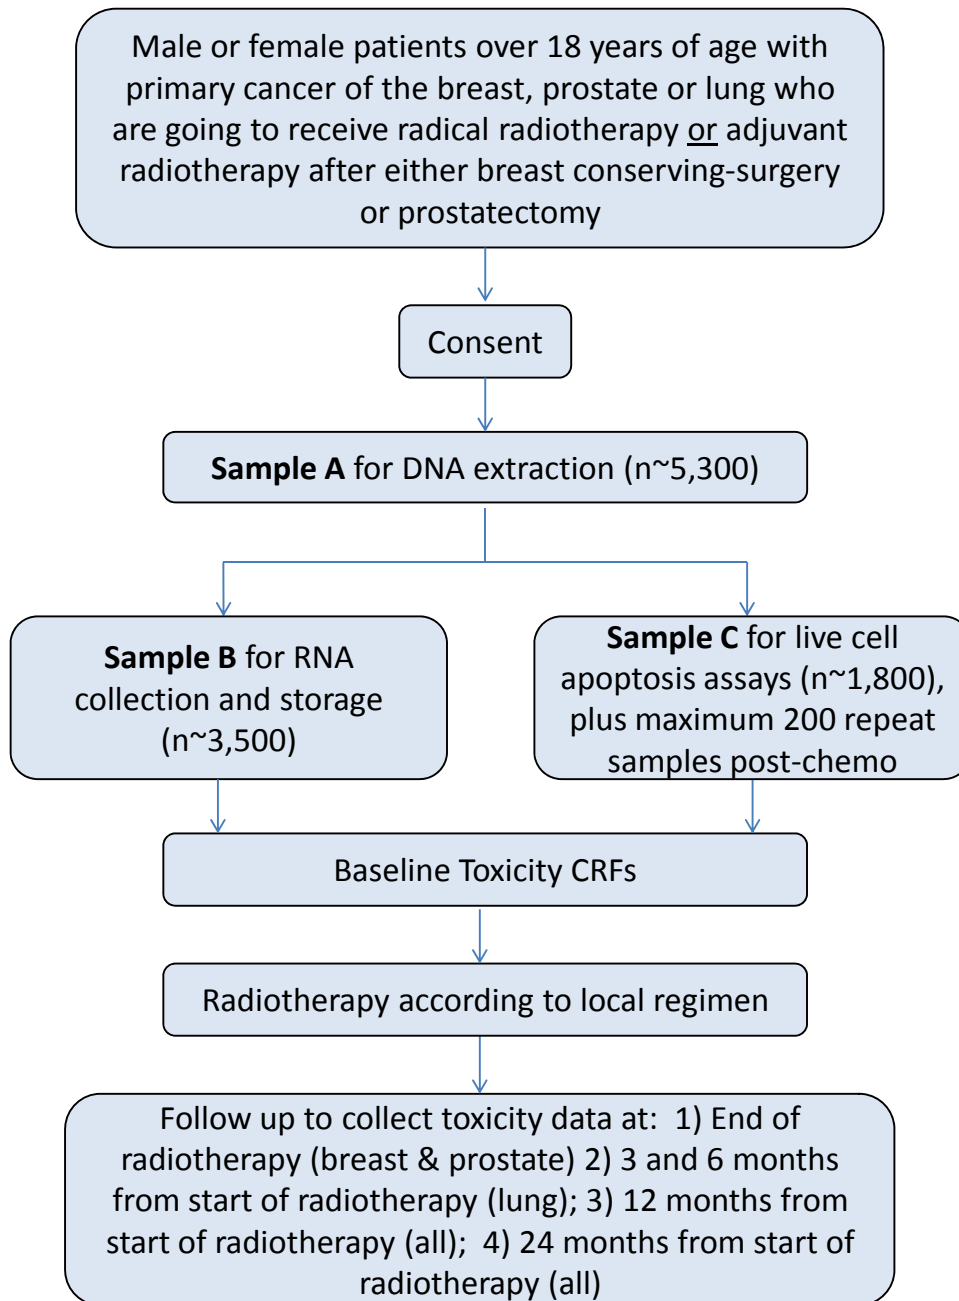 Male or female patients over 18 years of age with
primary cancer of the breast, prostate or lung who
are going to receive radical radiotherapy or adjuvant
radiotherapy after either breast conserving-surgery
or prostatectomy
Consent
Sample A for DNA extraction (n~5,300)
Sample B for RNA
collection and storage
(n~3,500)
Sample C for live cell
apoptosis assays (n~1,800),
plus maximum 200 repeat
samples post-chemo
Baseline Toxicity CRFs
Radiotherapy according to local regimen
Follow up to collect toxicity data at: 1) End of
radiotherapy (breast & prostate) 2) 3 and 6 months
from start of radiotherapy (lung); 3) 12 months from
start of radiotherapy (all); 4) 24 months from start of
radiotherapy (all)